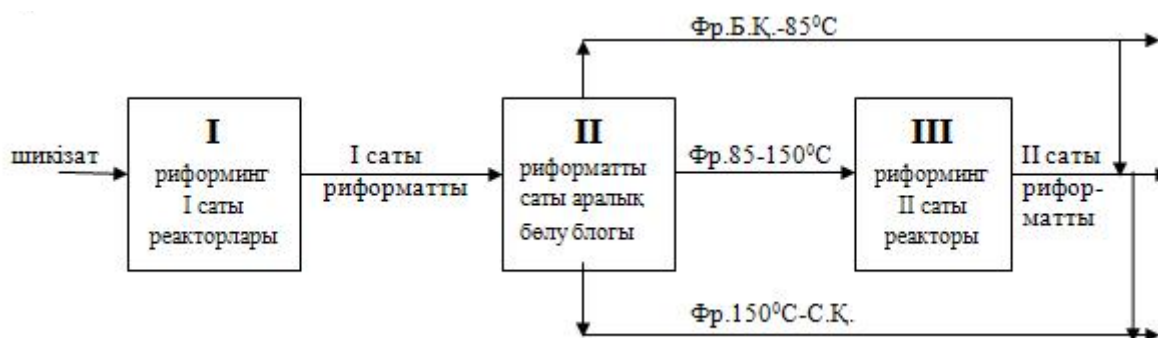 Фр.Б.Қ.-85⁰С
шикізат
I
риформинг
I саты
реакторлары
I саты
риформатты
II
риформатты
саты аралық
бөлу блогы
Фр.85-150⁰С
III
риформинг
II саты
реакторы
II саты
рифор-
матты
Фр.150⁰С-С.Қ.